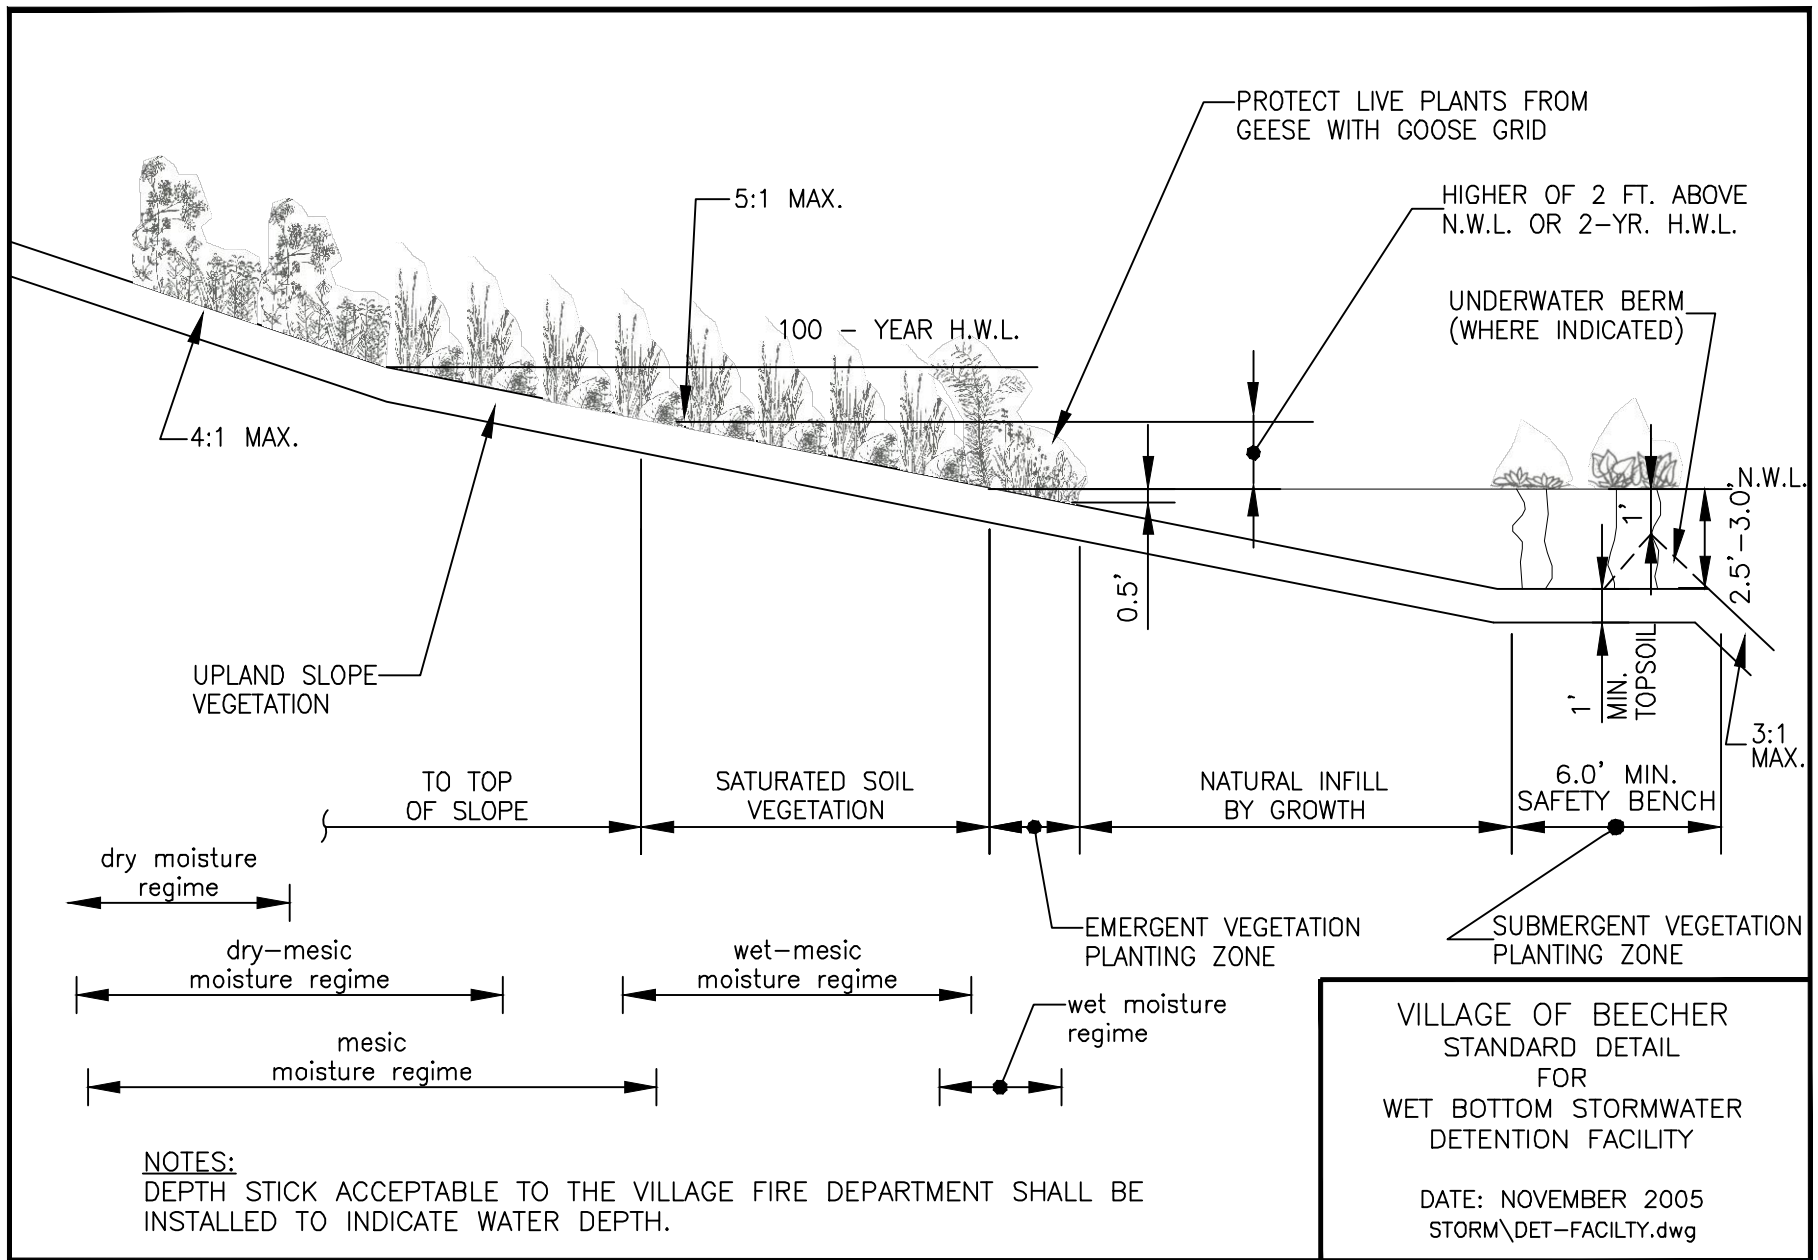 PROTECT LIVE PLANTS FROM
GEESE WITH GOOSE GRID
5:1 MAX.
HIGHER OF 2 FT. ABOVE
N.W.L. OR 2-YR. H.W.L.
UNDERWATER BERM
(WHERE INDICATED)
100 - YEAR H.W.L.
4:1 MAX.
N.W.L.
1'
2.5'-3.0'
0.5'
UPLAND SLOPE
VEGETATION
1'
MIN.
TOPSOIL
3:1
MAX.
TO TOP
OF SLOPE
SATURATED SOIL
VEGETATION
NATURAL INFILL
BY GROWTH
6.0' MIN.
SAFETY BENCH
dry moisture
regime
EMERGENT VEGETATION
PLANTING ZONE
SUBMERGENT VEGETATION
PLANTING ZONE
dry-mesic
moisture regime
wet-mesic
moisture regime
wet moisture
regime
mesic
moisture regime
VILLAGE OF BEECHER
STANDARD DETAIL
FOR
WET BOTTOM STORMWATER
DETENTION FACILITY
DATE: NOVEMBER 2005
STORM\DET-FACILTY.dwg
NOTES:
DEPTH STICK ACCEPTABLE TO THE VILLAGE FIRE DEPARTMENT SHALL BE
INSTALLED TO INDICATE WATER DEPTH.